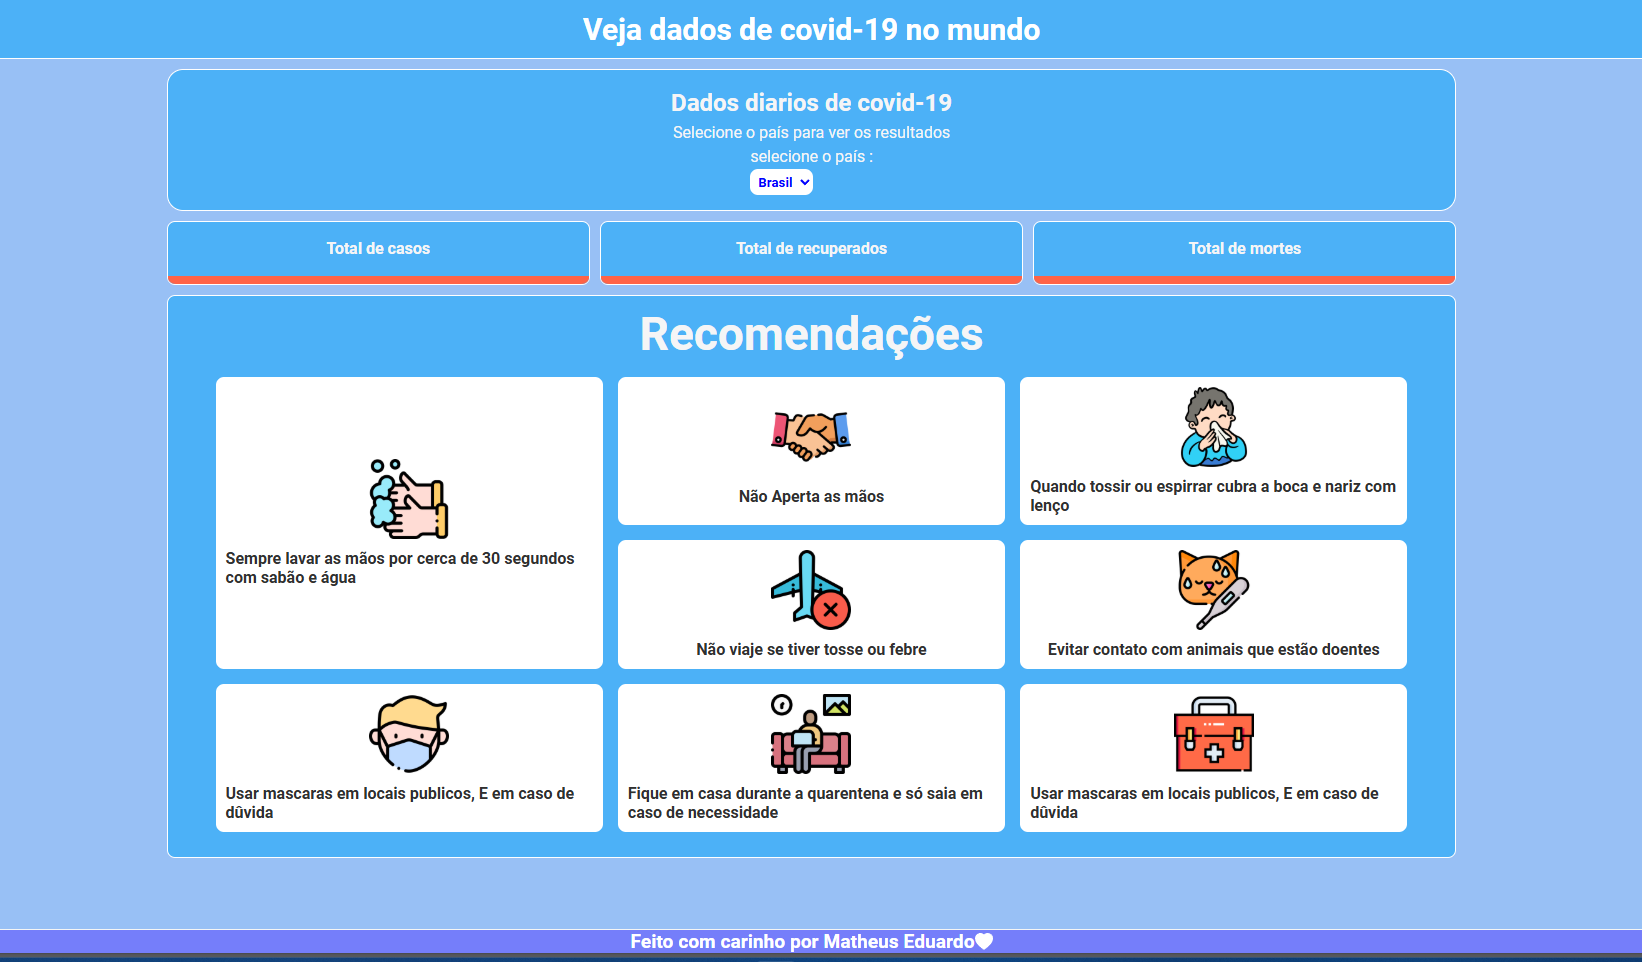 Veja dados de covid-19 no mundo
Dados diarios de covid-19
Selecione o país para ver os resultados
selecione o país :
Brasil
Total de casos
Total de recuperados
Total de mortes
Recomendações
Sempre lavar as mãos por cerca de 30 segundos
com sabão e água
Não Aperta as mãos
Quando tossir ou espirrar cubra a boca e nariz com
lenço
Não viaje se tiver tosse ou febre
Evitar contato com animais que estão doentes
Usar mascaras em locais publicos, E em caso de
dûvida
Fique em casa durante a quarentena e só saia em
caso de necessidade
Usar mascaras em locais publicos, E em caso de
dûvida
Feito com carinho por Matheus Eduardo